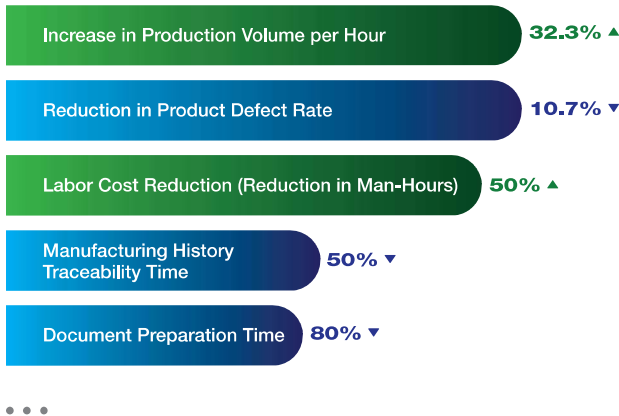 Increase in Production Volume per Hour 32.3% ▲
Reduction in Product Defect Rate 10.7% ▼
Labor Cost Reduction (Reduction in Man-Hours) 50% ▲
Manufacturing History
Traceability Time 50% ▼
Document Preparation Time 80% ▼